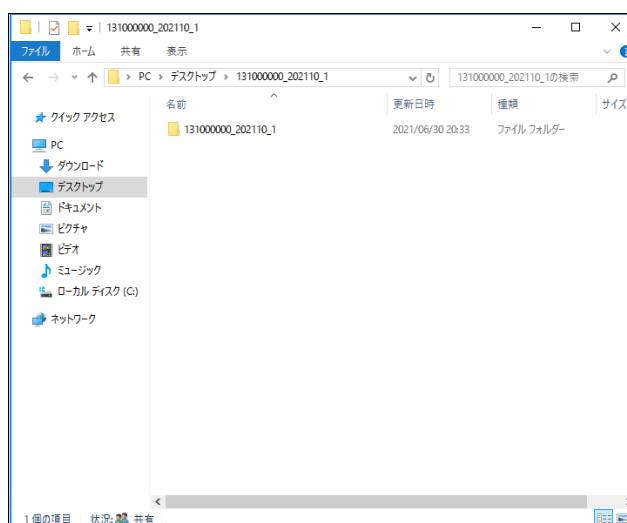 131000000_202110_1
ファイル ホーム 共有 表示
PC › デスクトップ › 131000000_202110_1
131000000_202110_1の検索
名前 更新日時 種類 サイズ
クイック アクセス
131000000_202110_1 2021/06/30 20:33 ファイル フォルダー
PC
ダウンロード
デスクトップ
ドキュメント
ピクチャ
ビデオ
ミュージック
ローカル ディスク (C:)
ネットワーク
1 個の項目 状況: 共有